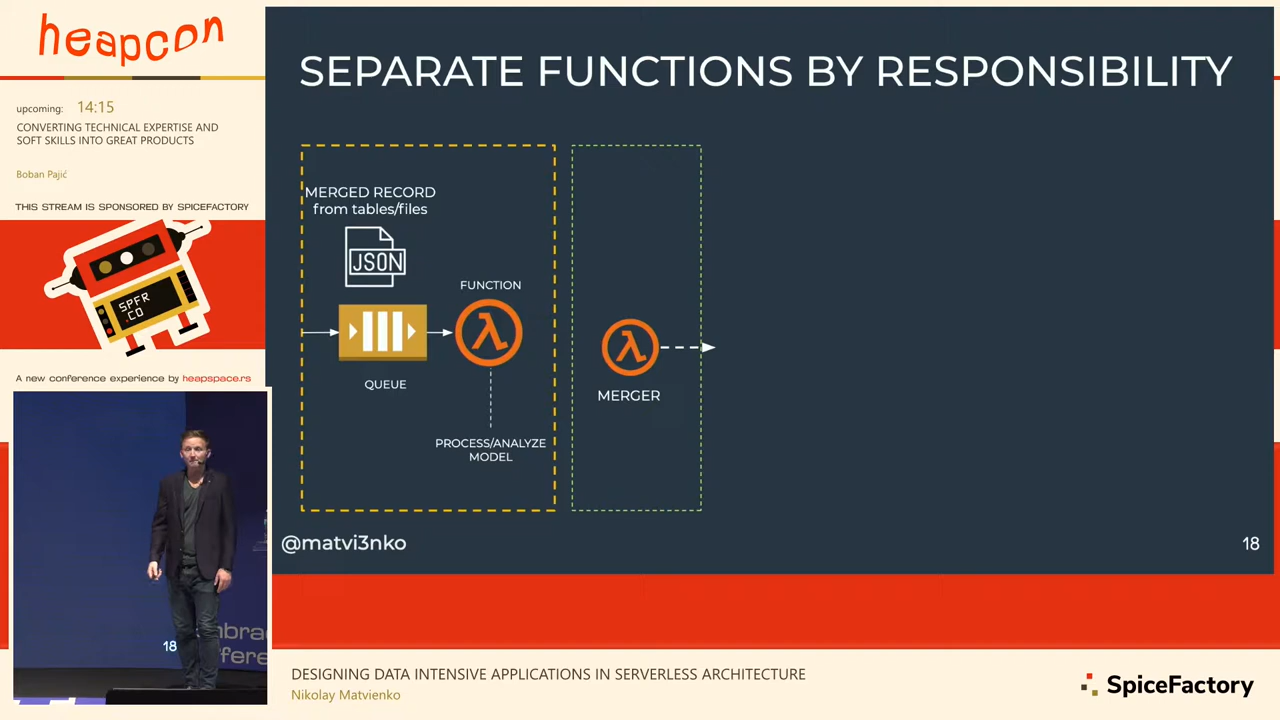 heapcon
upcoming: 14:15
CONVERTING TECHNICAL EXPERTISE AND
SOFT SKILLS INTO GREAT PRODUCTS
Boban Pajić
THIS STREAM IS SPONSORED BY SPICEFACTORY
SPFR
.CO
A new conference experience by heapspace.rs
SEPARATE FUNCTIONS BY RESPONSIBILITY
MERGED RECORD
from tables/files
JSON
FUNCTION
QUEUE
PROCESS/ANALYZE
MODEL
MERGER
@matvi3nko
18
18
DESIGNING DATA INTENSIVE APPLICATIONS IN SERVERLESS ARCHITECTURE
Nikolay Matvienko
SpiceFactory